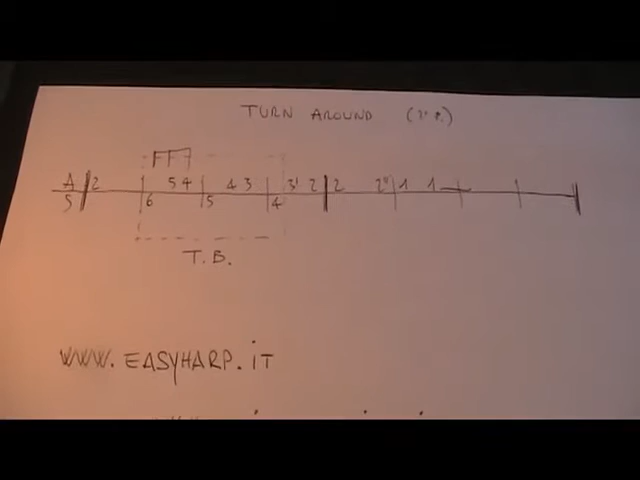 TURN AROUND (2ª P.)
FF7
A 2 5 4 4 3 3' 2 2 2" 1 1
S 6 5 4
T.B.
WWW.EASYHARP.IT